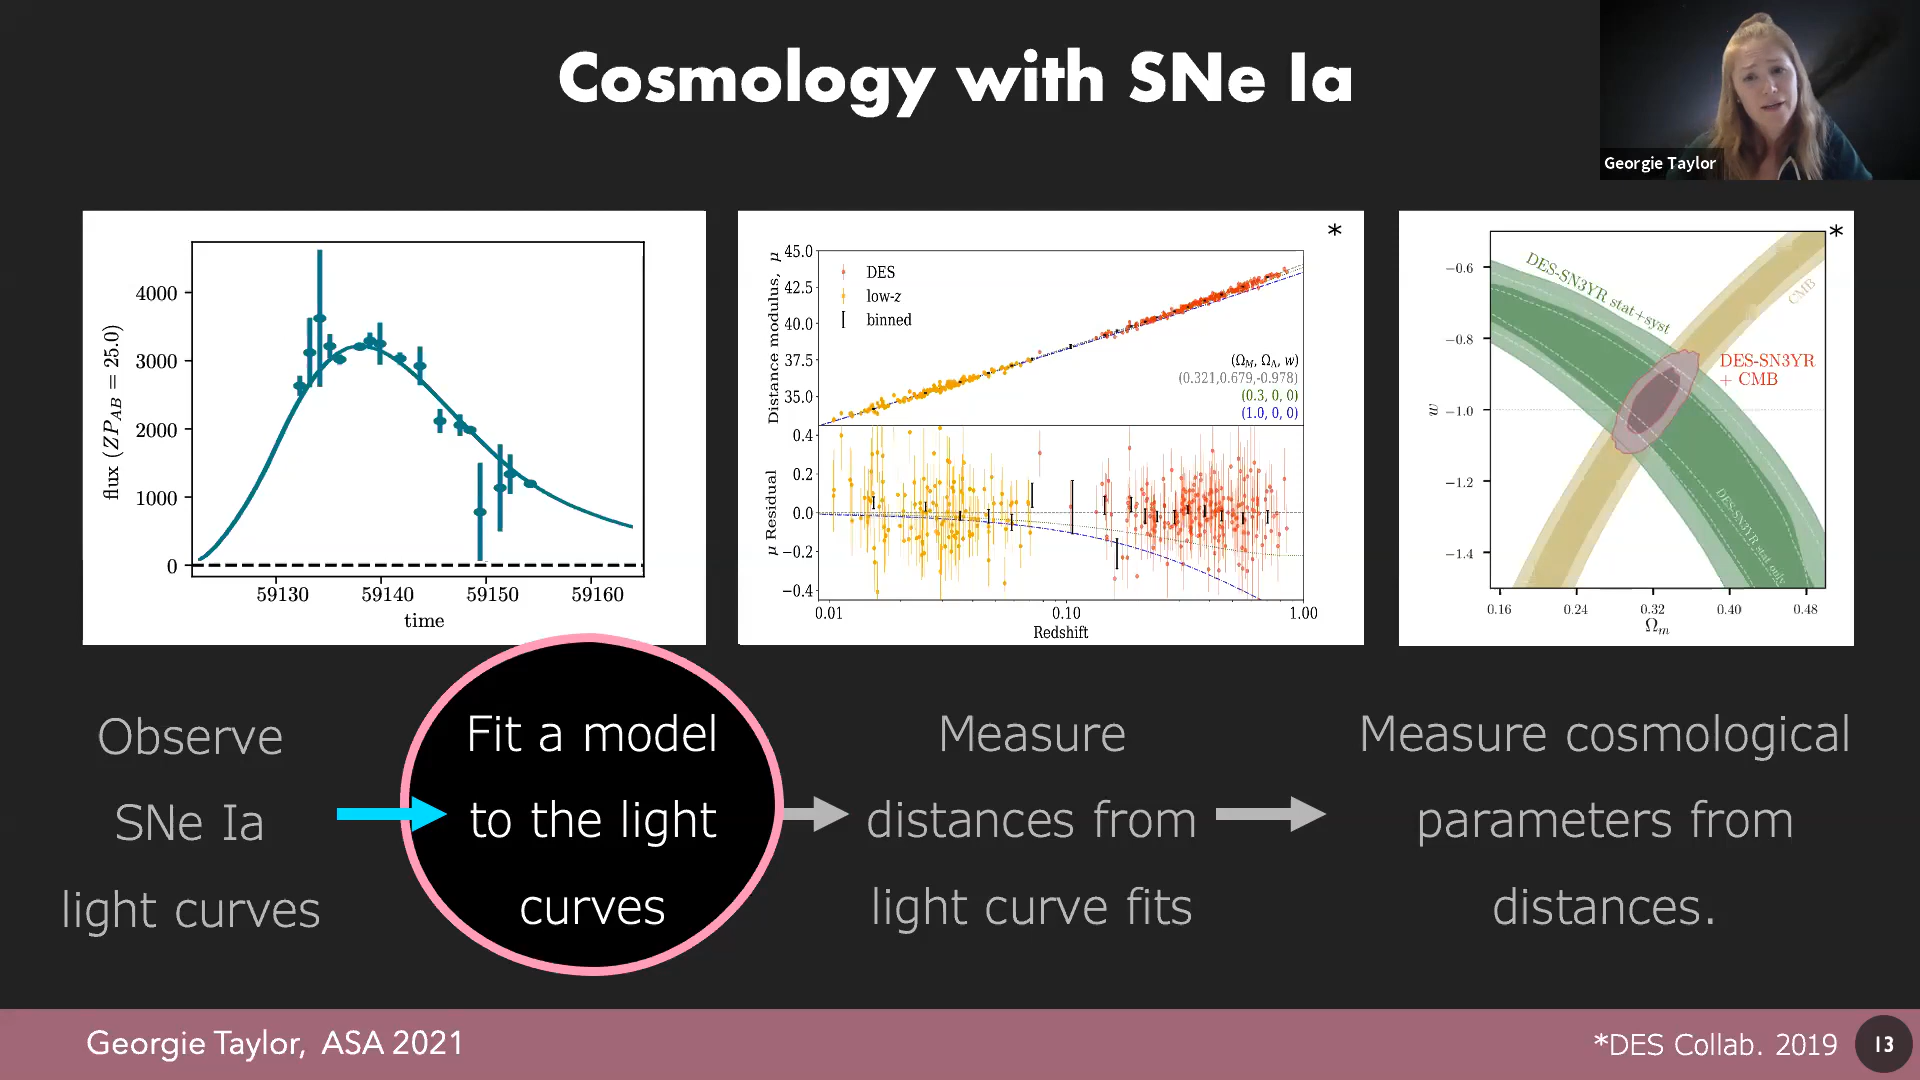 Cosmology with SNe Ia
Georgie Taylor
flux (ZP_AB = 25.0)
4000
3000
2000
1000
0
59130 59140 59150 59160
time
*
Distance modulus, μ
45.0
42.5
40.0
37.5
35.0
DES
low-z
binned
(Ω_M, Ω_Λ, w)
(0.321,0.679,-0.978)
(0.3, 0, 0)
(1.0, 0, 0)
μ Residual
0.4
0.2
0.0
−0.2
−0.4
0.01 0.10 1.00
Redshift
*
w
−0.6
−0.8
−1.0
−1.2
−1.4
DES-SN3YR stat+syst
CMB
DES-SN3YR
+ CMB
DES-SN3YR stat only
0.16 0.24 0.32 0.40 0.48
Ω_m
Observe
SNe Ia
light curves
Fit a model
to the light
curves
Measure
distances from
light curve fits
Measure cosmological
parameters from
distances.
Georgie Taylor, ASA 2021
*DES Collab. 2019
13